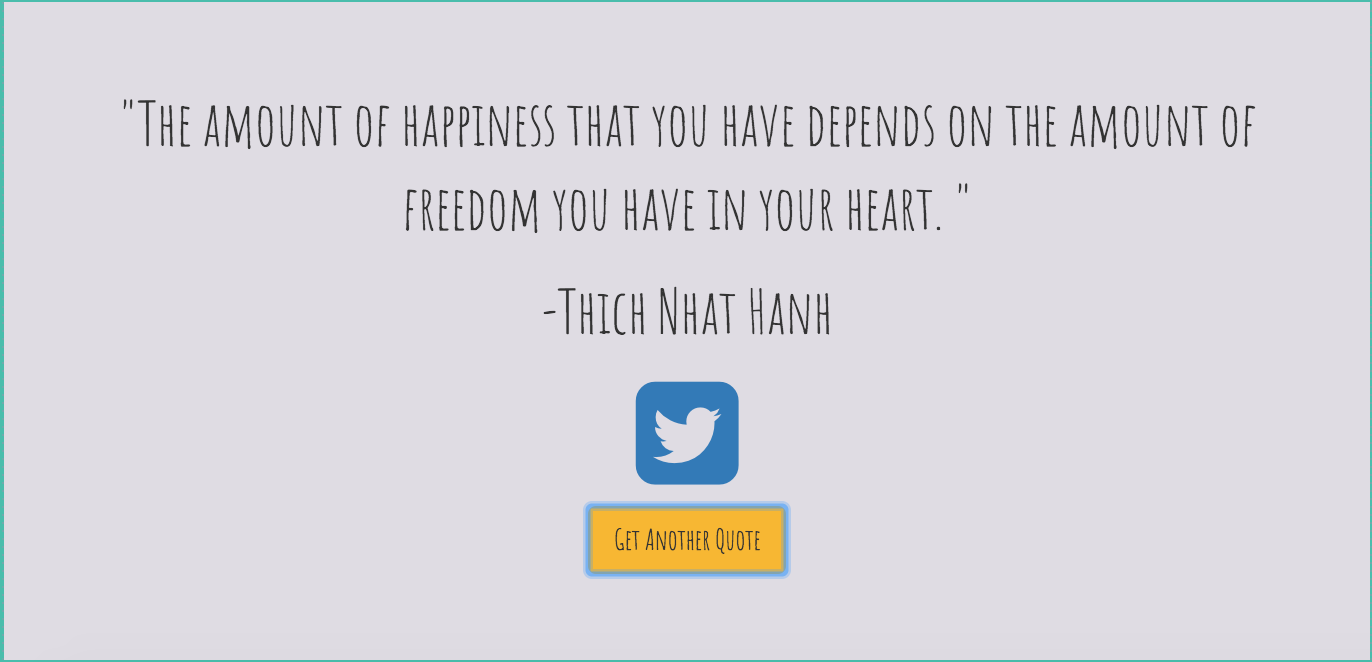 "The amount of happiness that you have depends on the amount of
freedom you have in your heart. "
-Thich Nhat Hanh
Get Another Quote